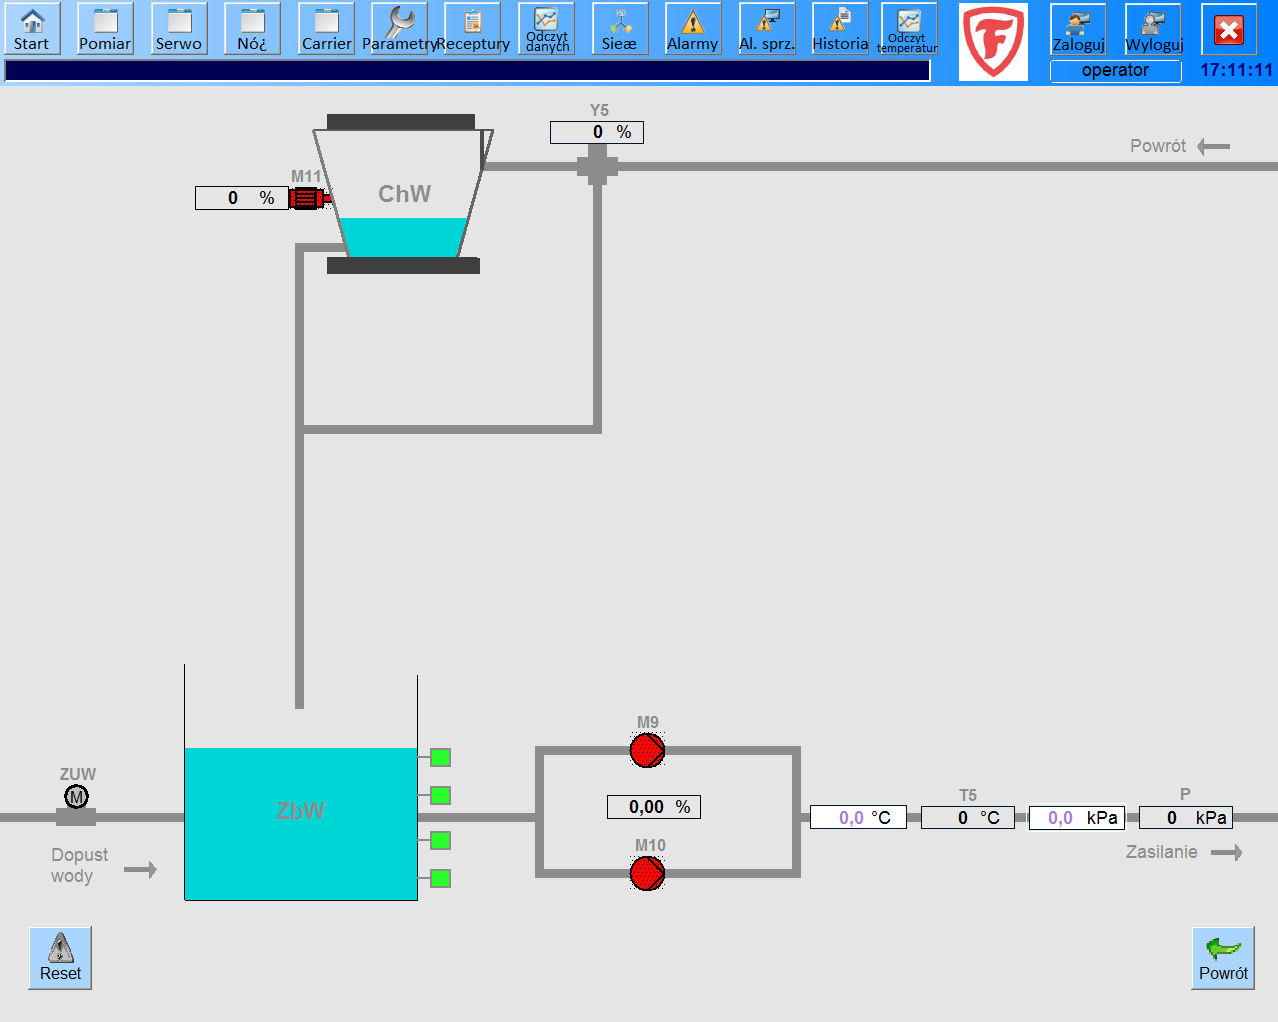 Start
Pomiar
Serwo
Nó¿
Carrier
Parametry
Receptury
Odczyt
danych
Sieæ
Alarmy
Al. sprz.
Historia
Odczyt
temperatur
F
Zaloguj
Wyloguj
operator
17:11:11
Y5
0 %
Powrót
M11
0 %
ChW
M9
ZUW
M
ZbW
0,00 %
T5
P
0,0 °C
0 °C
0,0 kPa
0 kPa
M10
Dopust
wody
Zasilanie
Reset
Powrót